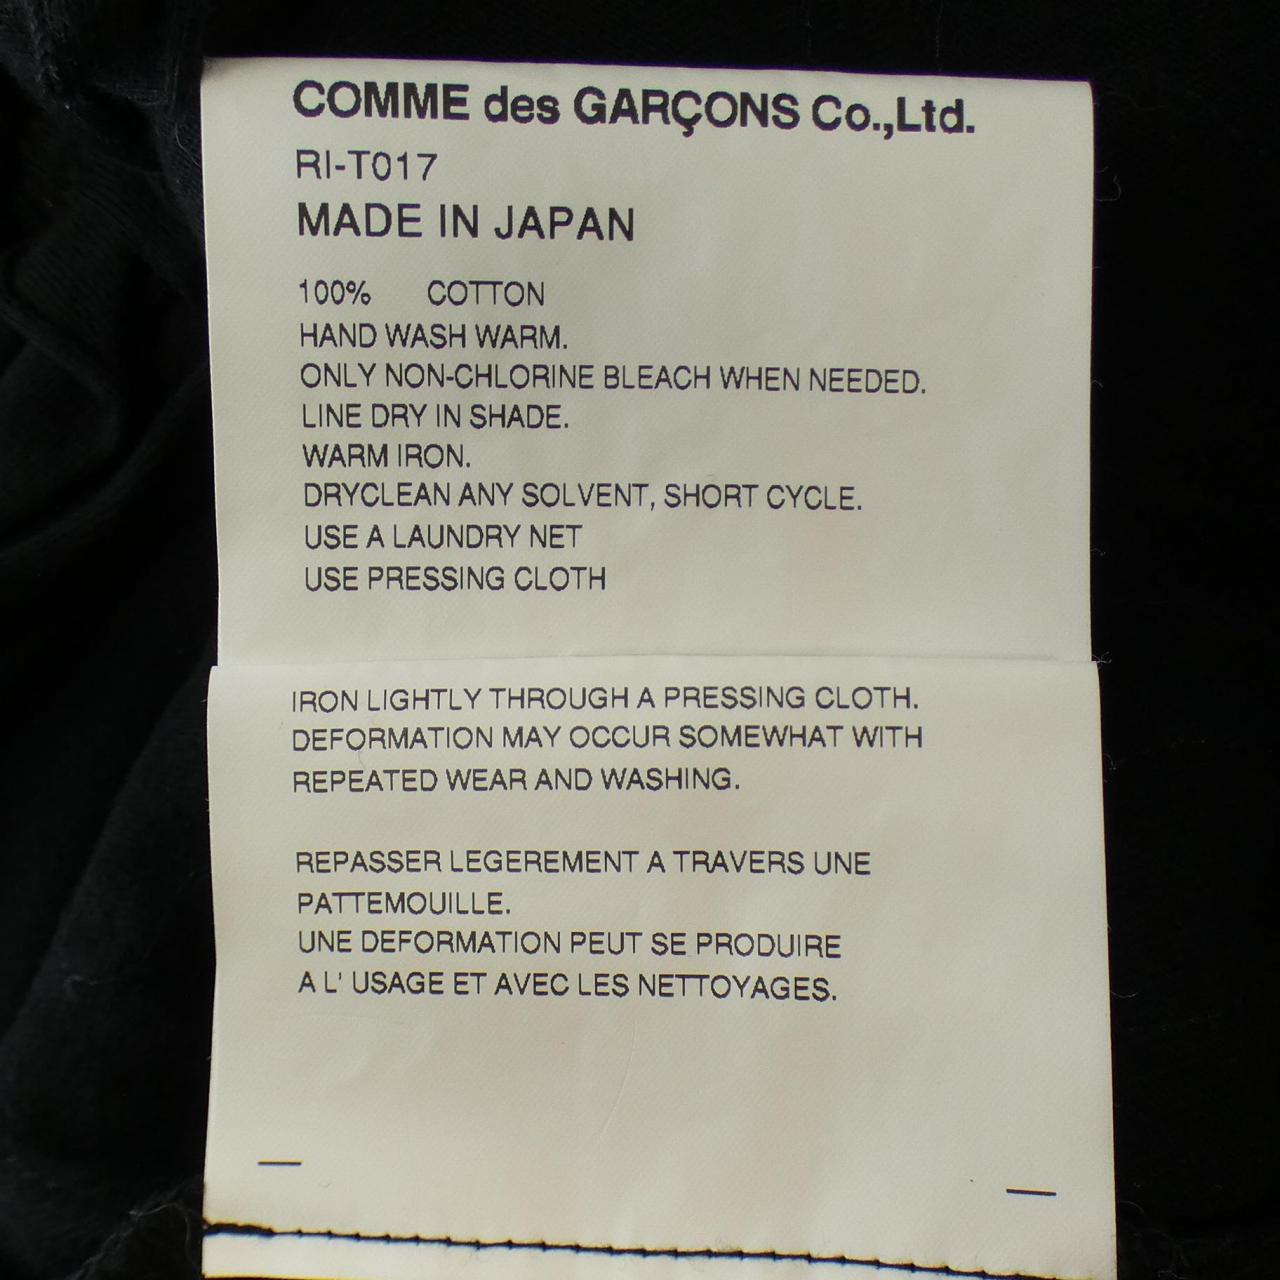 COMME des GARÇONS Co.,Ltd.
RI-T017
MADE IN JAPAN
100% COTTON
HAND WASH WARM.
ONLY NON-CHLORINE BLEACH WHEN NEEDED.
LINE DRY IN SHADE.
WARM IRON.
DRYCLEAN ANY SOLVENT, SHORT CYCLE.
USE A LAUNDRY NET
USE PRESSING CLOTH
IRON LIGHTLY THROUGH A PRESSING CLOTH.
DEFORMATION MAY OCCUR SOMEWHAT WITH
REPEATED WEAR AND WASHING.
REPASSER LEGEREMENT A TRAVERS UNE
PATTEMOUILLE.
UNE DEFORMATION PEUT SE PRODUIRE
A L' USAGE ET AVEC LES NETTOYAGES.